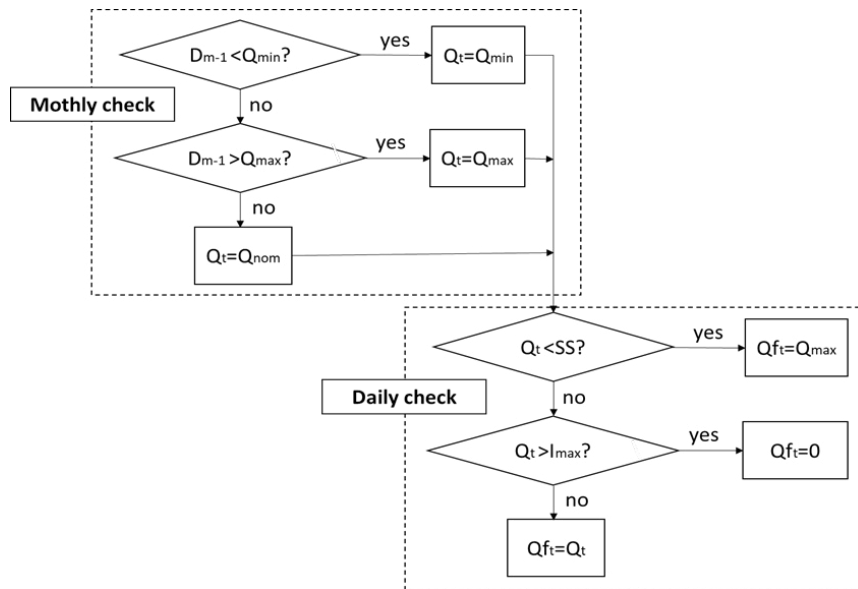 Dm-1<Qmin?
yes
Qt=Qmin
Mothly check
no
Dm-1>Qmax?
yes
Qt=Qmax
no
Qt=Qnom
Qt<SS?
yes
Qft=Qmax
Daily check
no
Qt>Imax?
yes
Qft=0
no
Qft=Qt